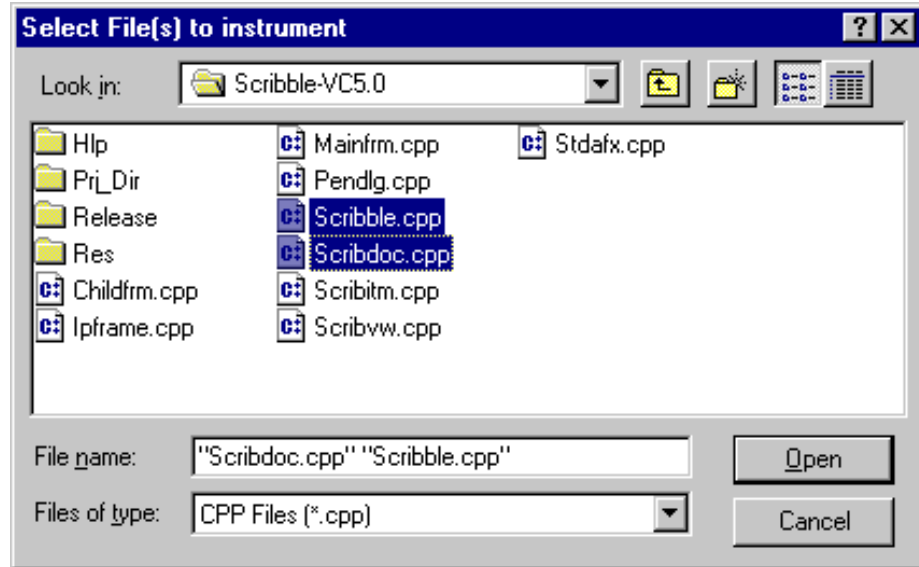 Select File(s) to instrument
Look in: Scribble-VC5.0
Hlp Mainfrm.cpp Stdafx.cpp
Prj_Dir Pendlg.cpp
Release Scribble.cpp
Res Scribdoc.cpp
Childfrm.cpp Scribitm.cpp
Ipframe.cpp Scribvw.cpp
File name: "Scribdoc.cpp" "Scribble.cpp" Open
Files of type: CPP Files (*.cpp) Cancel